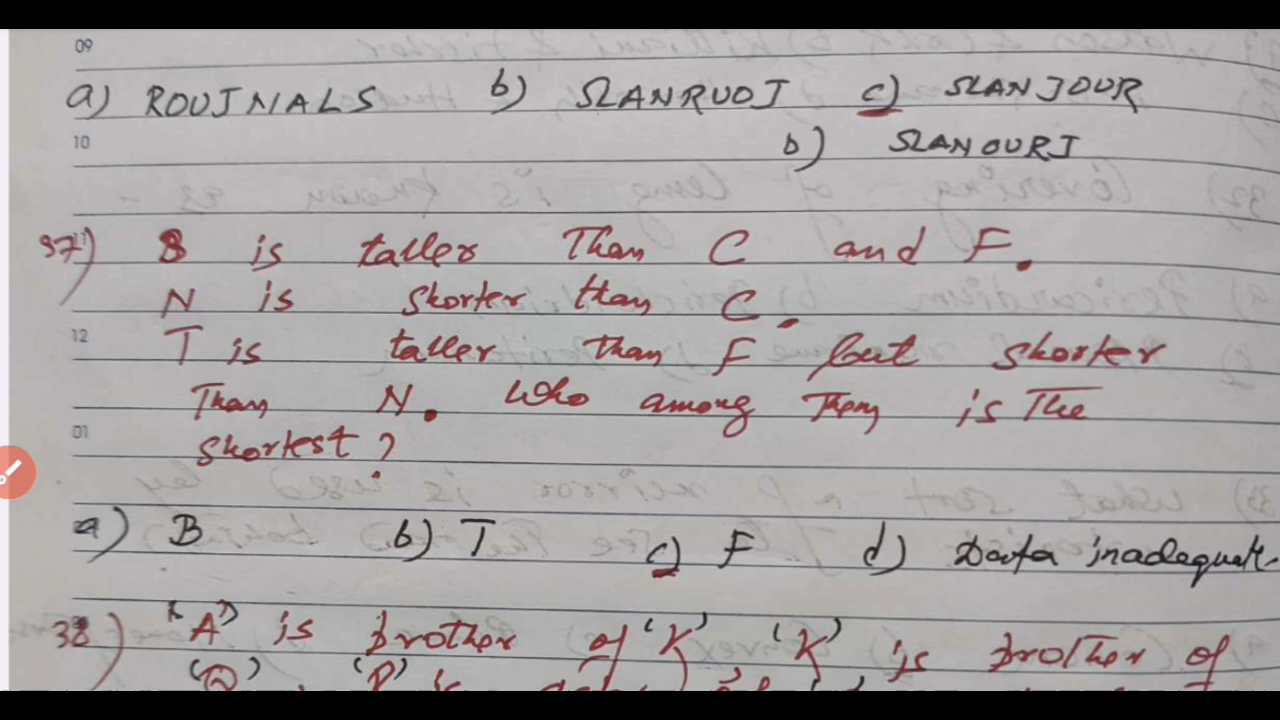 09
a) ROUJNALS b) SLANRUOJ c) SLANJOUR
10
b) SLANOURJ
37) B is taller Than C and F.
11
N is shorter than C.
12
T is taller than F but shorter
Than N. Who among Them is The
01
shortest?
a) B b) T c) F d) Data inadequate
38) "A" is brother of 'K', 'K' is brother of